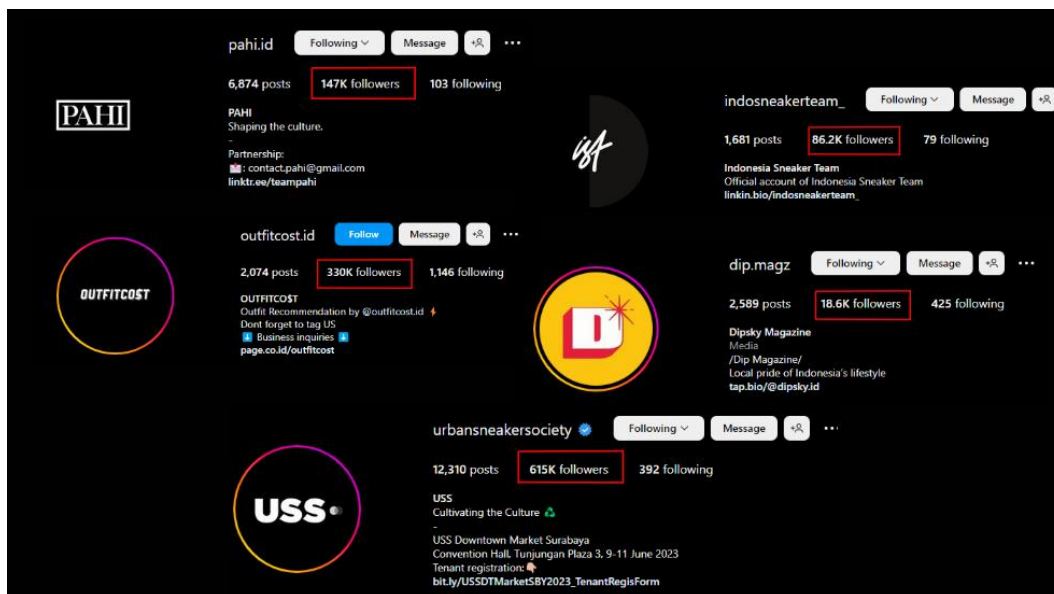 pahi.id Following Message
6,874 posts 147K followers 103 following
PAHI
PAHI
Shaping the culture.
-
Partnership:
📩: contact.pahi@gmail.com
linktr.ee/teampahi
ist
indosneakerteam_ Following Message
1,681 posts 86.2K followers 79 following
Indonesia Sneaker Team
Official account of Indonesia Sneaker Team
linkin.bio/indosneakerteam_
OUTFITCO$T
outfitcost.id Follow Message
2,074 posts 330K followers 1,146 following
OUTFITCO$T
Outfit Recommendation by @outfitcost.id ⚡
Dont forget to tag US
⬇️ Business inquiries ⬇️
page.co.id/outfitcost
D
dip.magz Following Message
2,589 posts 18.6K followers 425 following
Dipsky Magazine
Media
/Dip Magazine/
Local pride of Indonesia's lifestyle
tap.bio/@dipsky.id
USS
urbansneakersociety Following Message
12,310 posts 615K followers 392 following
USS
Cultivating the Culture ♻️
-
USS Downtown Market Surabaya
Convention Hall, Tunjungan Plaza 3, 9-11 June 2023
Tenant registration:👇🏻
bit.ly/USSDTMarketSBY2023_TenantRegisForm